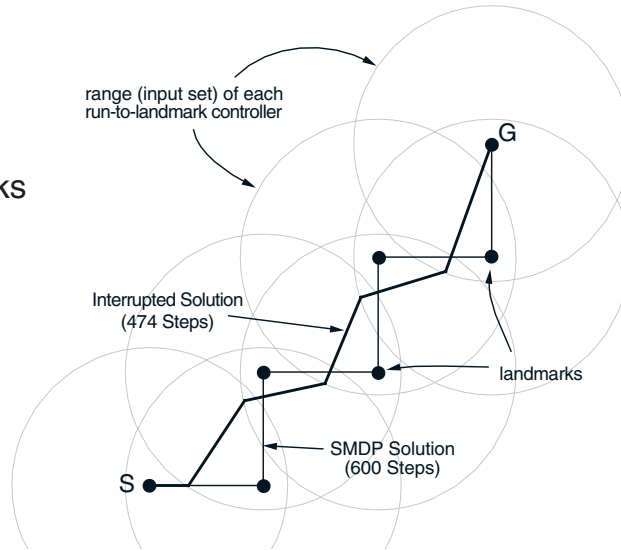 range (input set) of each
run-to-landmark controller
G
ks
Interrupted Solution
(474 Steps)
landmarks
SMDP Solution
(600 Steps)
S